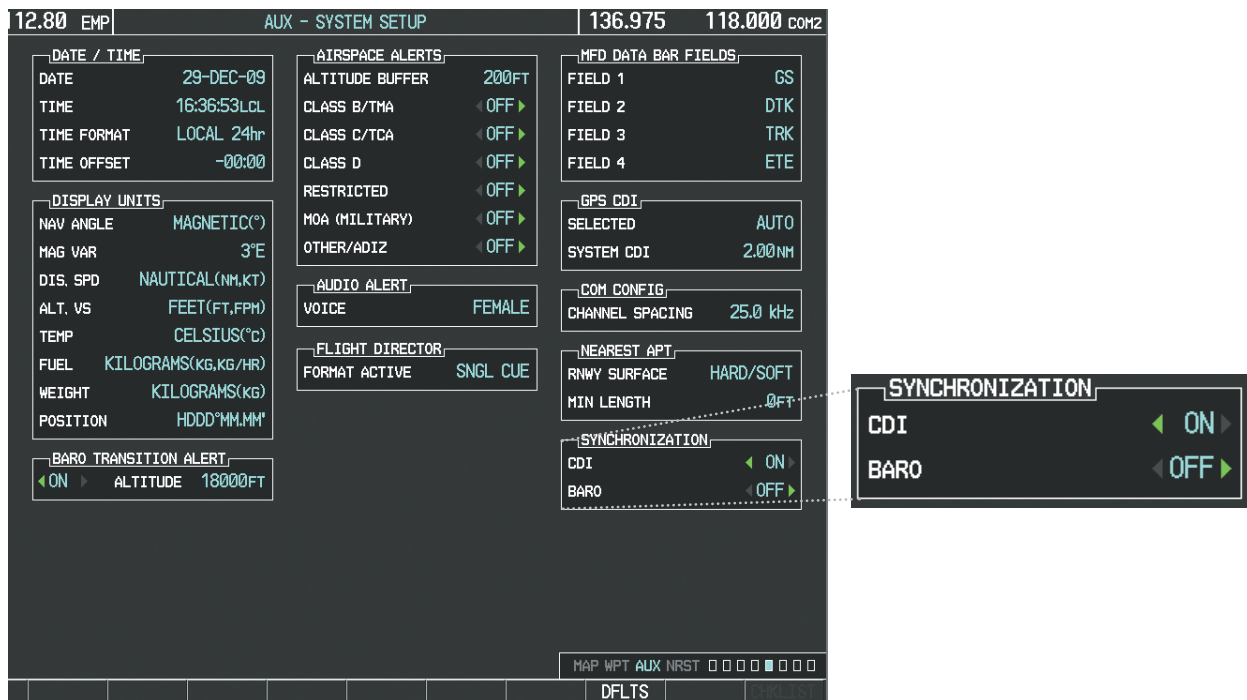 112.80 EMP AUX - SYSTEM SETUP 136.975 118.000 COM2
DATE / TIME
DATE 29-DEC-09
TIME 16:36:53LCL
TIME FORMAT LOCAL 24hr
TIME OFFSET -00:00
DISPLAY UNITS
NAV ANGLE MAGNETIC(°)
MAG VAR 3°E
DIS, SPD NAUTICAL(NM,KT)
ALT, VS FEET(FT,FPM)
TEMP CELSIUS(°C)
FUEL KILOGRAMS(KG,KG/HR)
WEIGHT KILOGRAMS(KG)
POSITION HDDD°MM.MM'
BARO TRANSITION ALERT
ON ALTITUDE 18000FT
AIRSPACE ALERTS
ALTITUDE BUFFER 200FT
CLASS B/TMA OFF
CLASS C/TCA OFF
CLASS D OFF
RESTRICTED OFF
MOA (MILITARY) OFF
OTHER/ADIZ OFF
AUDIO ALERT
VOICE FEMALE
FLIGHT DIRECTOR
FORMAT ACTIVE SNGL CUE
MFD DATA BAR FIELDS
FIELD 1 GS
FIELD 2 DTK
FIELD 3 TRK
FIELD 4 ETE
GPS CDI
SELECTED AUTO
SYSTEM CDI 2.00NM
COM CONFIG
CHANNEL SPACING 25.0 kHz
NEAREST APT
RNWY SURFACE HARD/SOFT
MIN LENGTH 0FT
SYNCHRONIZATION
CDI ON
BARO OFF
SYNCHRONIZATION
CDI ON
BARO OFF
MAP WPT AUX NRST
DFLTS CHKLIST